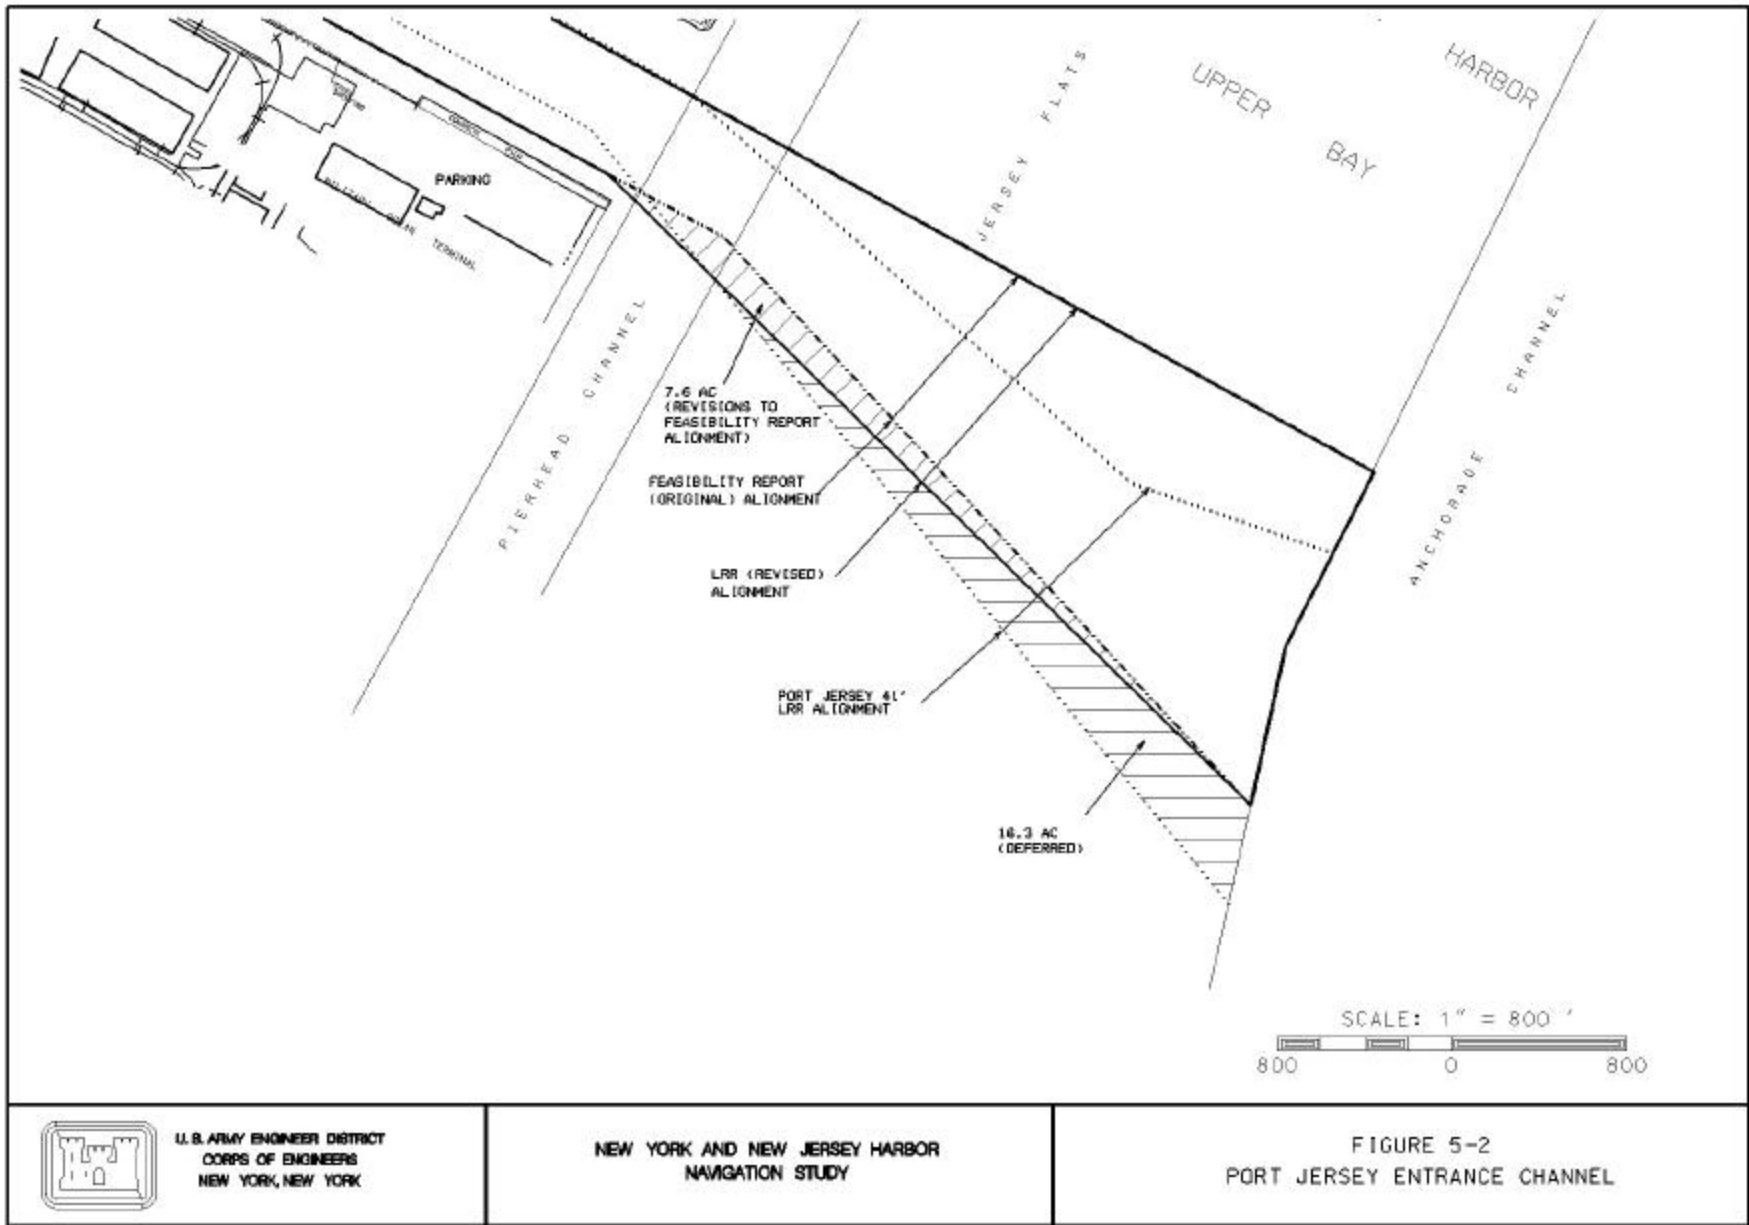 HARBOR
UPPER
BAY
JERSEY FLATS
PARKING
TERMINAL
PIERHEAD CHANNEL
ANCHORAGE CHANNEL
7.6 AC
(REVISIONS TO
FEASIBILITY REPORT
ALIGNMENT)
FEASIBILITY REPORT
(ORIGINAL) ALIGNMENT
LRR (REVISED)
ALIGNMENT
PORT JERSEY 41'
LRR ALIGNMENT
16.3 AC
(DEFERRED)
SCALE: 1" = 800 '
800 0 800
U. S. ARMY ENGINEER DISTRICT
CORPS OF ENGINEERS
NEW YORK, NEW YORK
NEW YORK AND NEW JERSEY HARBOR
NAVIGATION STUDY
FIGURE 5-2
PORT JERSEY ENTRANCE CHANNEL